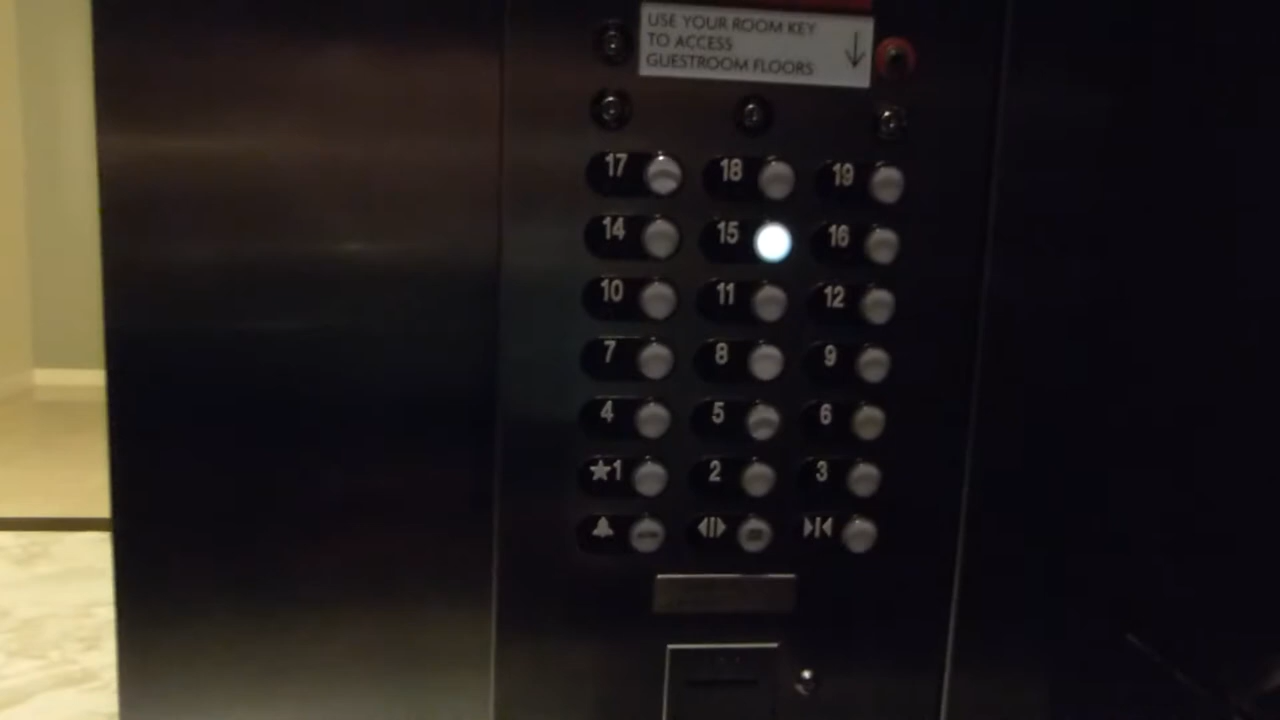 USE YOUR ROOM KEY
TO ACCESS
GUESTROOM FLOORS
17 18 19
14 15 16
10 11 12
7 8 9
4 5 6
★1 2 3